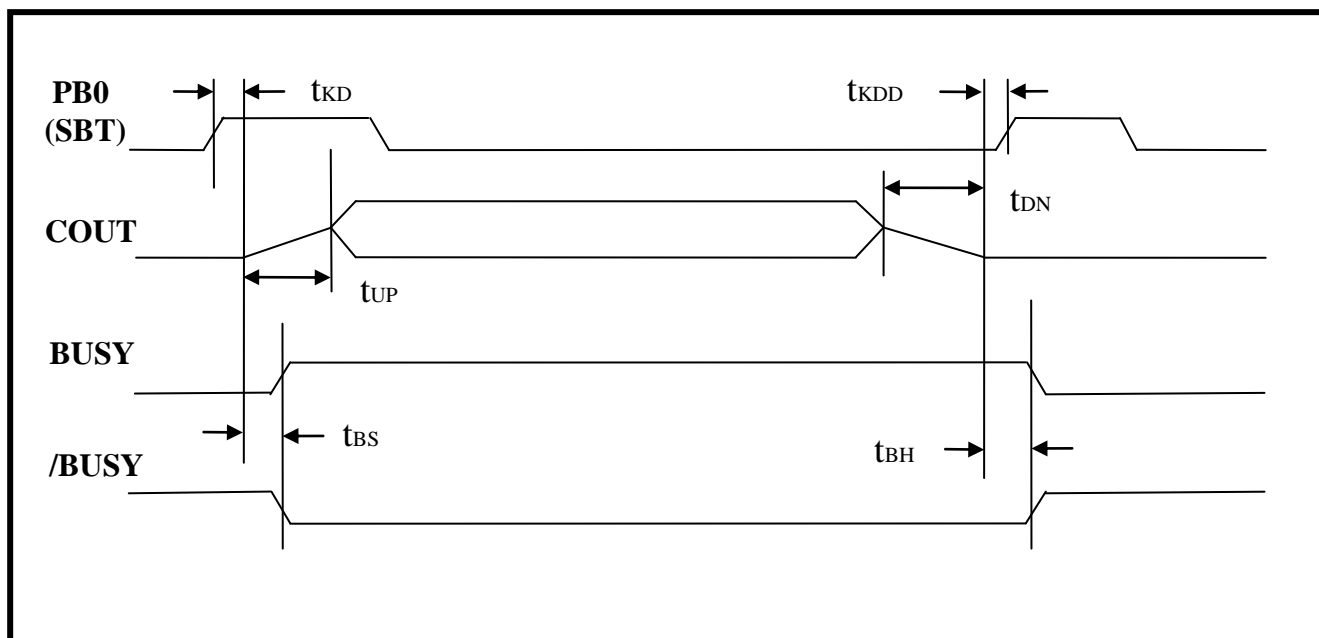 PB0
(SBT)
tKD
tKDD
COUT
tUP
tDN
BUSY
tBS
tBH
/BUSY